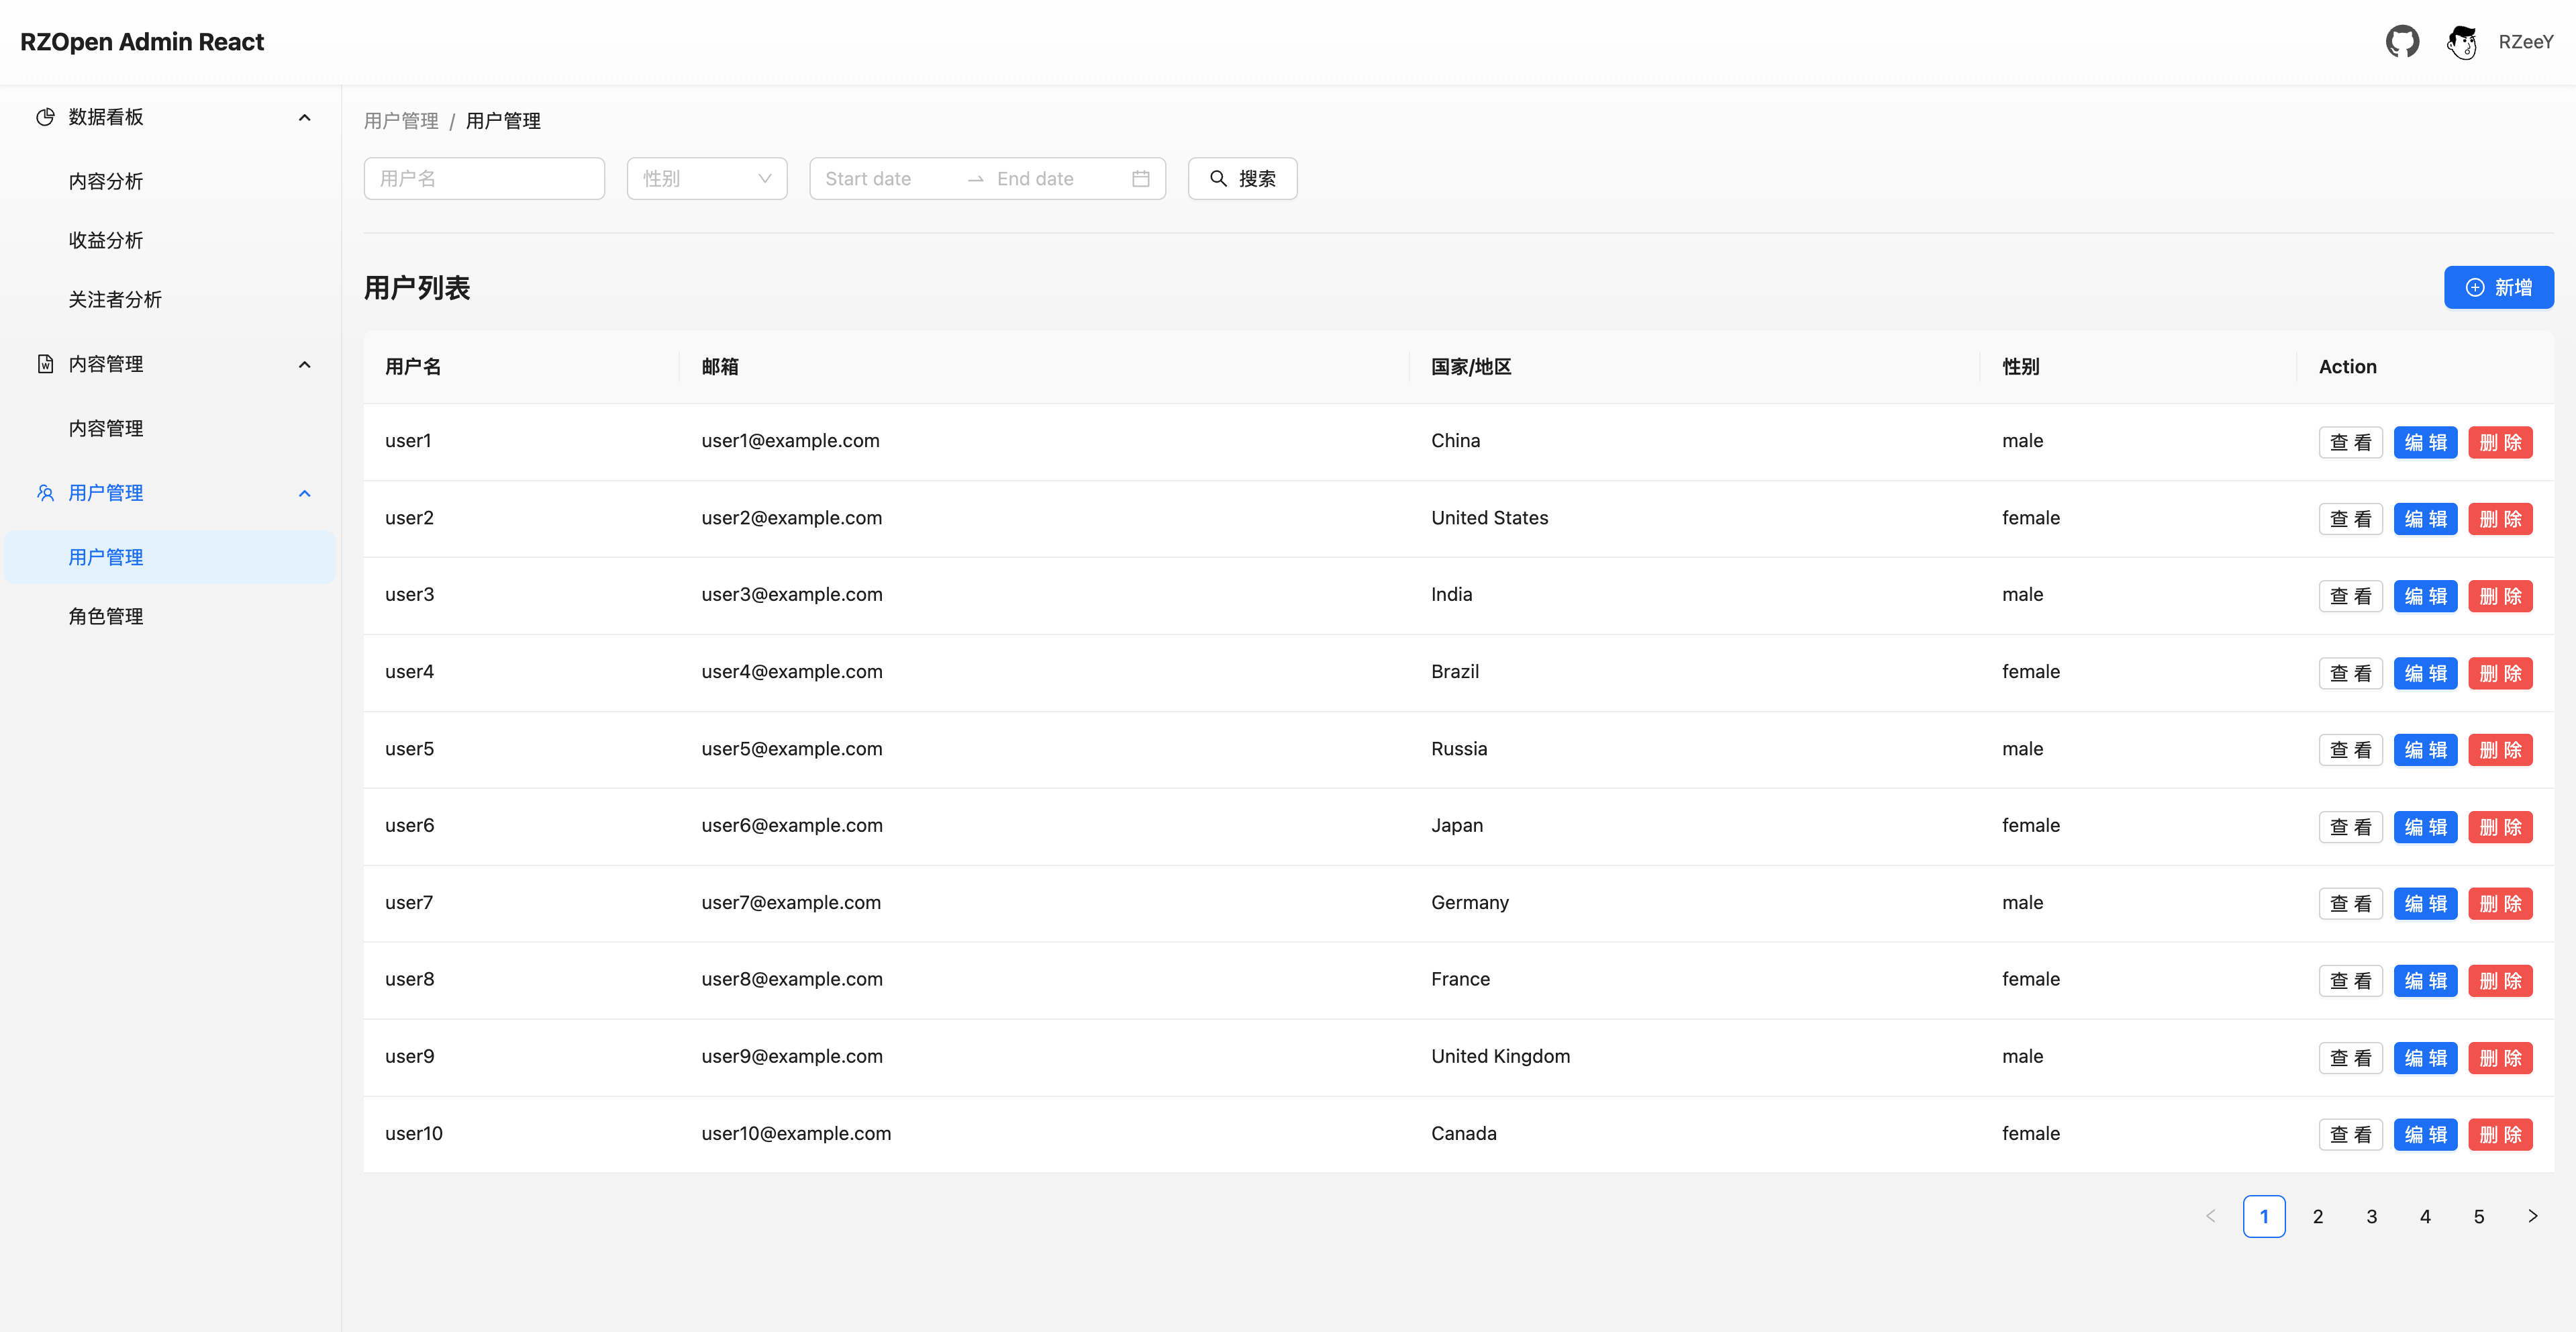 RZOpen Admin React
RZeeY
数据看板
内容分析
收益分析
关注者分析
内容管理
内容管理
用户管理
用户管理
角色管理
用户管理 / 用户管理
用户名 性别 Start date End date 搜索
用户列表
新增
用户名 邮箱 国家/地区 性别 Action
user1 user1@example.com China male 查 看 编 辑 删 除
user2 user2@example.com United States female 查 看 编 辑 删 除
user3 user3@example.com India male 查 看 编 辑 删 除
user4 user4@example.com Brazil female 查 看 编 辑 删 除
user5 user5@example.com Russia male 查 看 编 辑 删 除
user6 user6@example.com Japan female 查 看 编 辑 删 除
user7 user7@example.com Germany male 查 看 编 辑 删 除
user8 user8@example.com France female 查 看 编 辑 删 除
user9 user9@example.com United Kingdom male 查 看 编 辑 删 除
user10 user10@example.com Canada female 查 看 编 辑 删 除
1 2 3 4 5